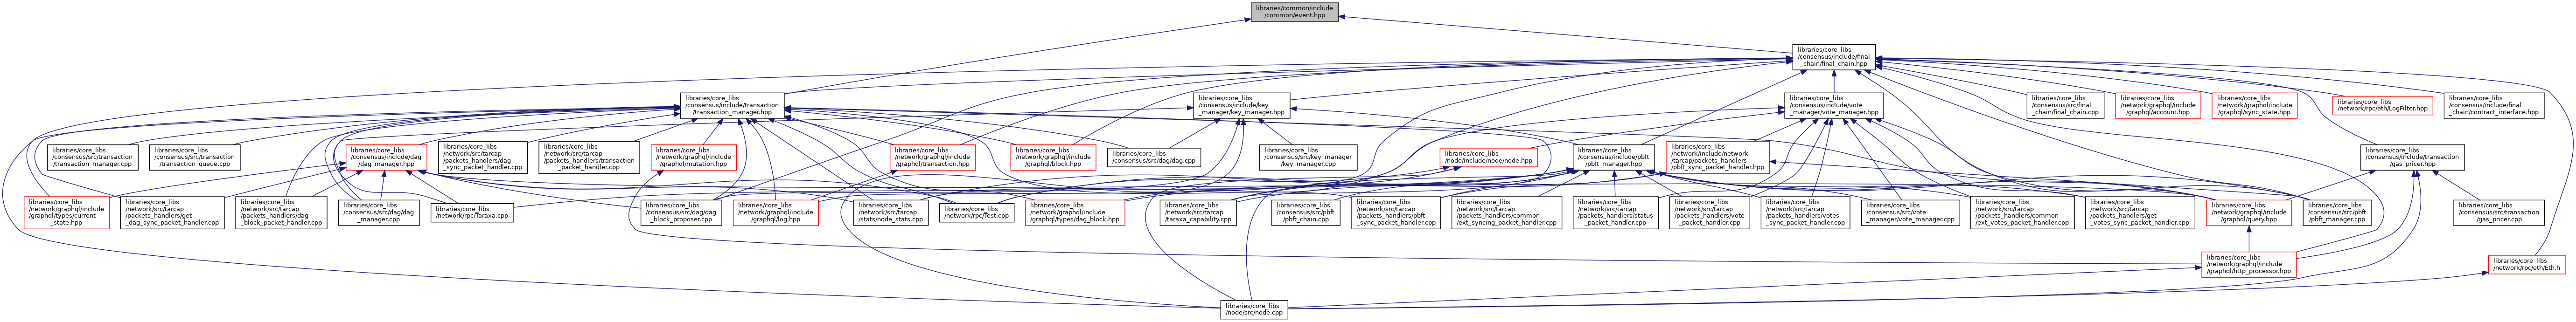 libraries/common/include
/common/event.hpp
libraries/core_libs
/consensus/include/final
_chain/final_chain.hpp
libraries/core_libs
/consensus/include/transaction
/transaction_manager.hpp
libraries/core_libs
/consensus/include/key
_manager/key_manager.hpp
libraries/core_libs
/consensus/include/vote
_manager/vote_manager.hpp
libraries/core_libs
/consensus/src/final
_chain/final_chain.cpp
libraries/core_libs
/network/graphql/include
/graphql/account.hpp
libraries/core_libs
/network/graphql/include
/graphql/sync_state.hpp
libraries/core_libs
/network/rpc/eth/LogFilter.hpp
libraries/core_libs
/consensus/include/final
_chain/contract_interface.hpp
libraries/core_libs
/consensus/src/transaction
/transaction_manager.cpp
libraries/core_libs
/consensus/src/transaction
/transaction_queue.cpp
libraries/core_libs
/consensus/include/dag
/dag_manager.hpp
libraries/core_libs
/network/src/tarcap
/packets_handlers/dag
_sync_packet_handler.cpp
libraries/core_libs
/network/src/tarcap
/packets_handlers/transaction
_packet_handler.cpp
libraries/core_libs
/network/graphql/include
/graphql/mutation.hpp
libraries/core_libs
/network/graphql/include
/graphql/transaction.hpp
libraries/core_libs
/network/graphql/include
/graphql/block.hpp
libraries/core_libs
/consensus/src/dag/dag.cpp
libraries/core_libs
/consensus/src/key_manager
/key_manager.cpp
libraries/core_libs
/node/include/node/node.hpp
libraries/core_libs
/consensus/include/pbft
/pbft_manager.hpp
libraries/core_libs
/network/include/network
/tarcap/packets_handlers
/pbft_sync_packet_handler.hpp
libraries/core_libs
/consensus/include/transaction
/gas_pricer.hpp
libraries/core_libs
/network/graphql/include
/graphql/types/current
_state.hpp
libraries/core_libs
/network/src/tarcap
/packets_handlers/get
_dag_sync_packet_handler.cpp
libraries/core_libs
/network/src/tarcap
/packets_handlers/dag
_block_packet_handler.cpp
libraries/core_libs
/consensus/src/dag/dag
_manager.cpp
libraries/core_libs
/network/rpc/Taraxa.cpp
libraries/core_libs
/consensus/src/dag/dag
_block_proposer.cpp
libraries/core_libs
/network/graphql/include
/graphql/log.hpp
libraries/core_libs
/network/src/tarcap
/stats/node_stats.cpp
libraries/core_libs
/network/rpc/Test.cpp
libraries/core_libs
/network/graphql/include
/graphql/types/dag_block.hpp
libraries/core_libs
/network/src/tarcap
/taraxa_capability.cpp
libraries/core_libs
/consensus/src/pbft
/pbft_chain.cpp
libraries/core_libs
/network/src/tarcap
/packets_handlers/pbft
_sync_packet_handler.cpp
libraries/core_libs
/network/src/tarcap
/packets_handlers/common
/ext_syncing_packet_handler.cpp
libraries/core_libs
/network/src/tarcap
/packets_handlers/status
_packet_handler.cpp
libraries/core_libs
/network/src/tarcap
/packets_handlers/vote
_packet_handler.cpp
libraries/core_libs
/network/src/tarcap
/packets_handlers/votes
_sync_packet_handler.cpp
libraries/core_libs
/consensus/src/vote
_manager/vote_manager.cpp
libraries/core_libs
/network/src/tarcap
/packets_handlers/common
/ext_votes_packet_handler.cpp
libraries/core_libs
/network/src/tarcap
/packets_handlers/get
_votes_sync_packet_handler.cpp
libraries/core_libs
/network/graphql/include
/graphql/query.hpp
libraries/core_libs
/consensus/src/pbft
/pbft_manager.cpp
libraries/core_libs
/consensus/src/transaction
/gas_pricer.cpp
libraries/core_libs
/network/graphql/include
/graphql/http_processor.hpp
libraries/core_libs
/network/rpc/eth/Eth.h
libraries/core_libs
/node/src/node.cpp